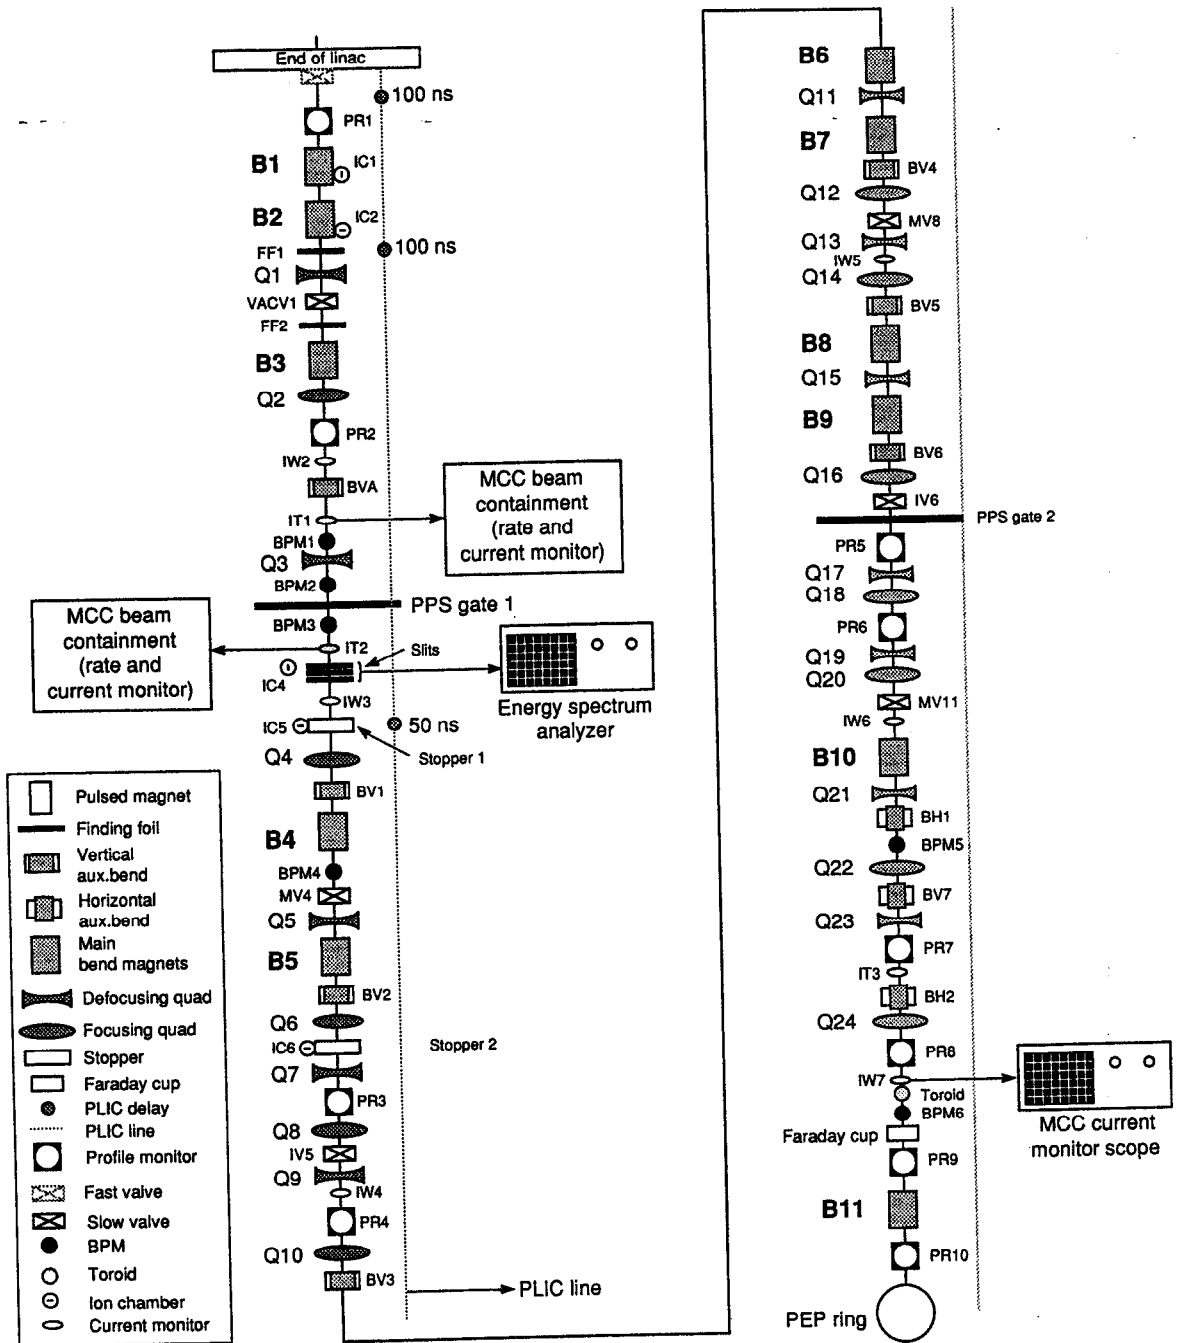 End of linac
100 ns
PR1
B1
IC1
B2
IC2
FF1
100 ns
Q1
VACV1
FF2
B3
Q2
PR2
IW2
BVA
IT1
MCC beam
containment
(rate and
current monitor)
BPM1
Q3
BPM2
PPS gate 1
BPM3
MCC beam
containment
(rate and
current monitor)
IT2
Slits
IC4
Energy spectrum
analyzer
IW3
IC5
50 ns
Stopper 1
Q4
BV1
B4
BPM4
MV4
Q5
B5
BV2
Q6
IC6
Stopper 2
Q7
PR3
Q8
IV5
Q9
IW4
PR4
Q10
BV3
PLIC line
Pulsed magnet
Finding foil
Vertical
aux.bend
Horizontal
aux.bend
Main
bend magnets
Defocusing quad
Focusing quad
Stopper
Faraday cup
PLIC delay
PLIC line
Profile monitor
Fast valve
Slow valve
BPM
Toroid
Ion chamber
Current monitor
B6
Q11
B7
BV4
Q12
MV8
Q13
IW5
Q14
BV5
B8
Q15
B9
BV6
Q16
IV6
PPS gate 2
PR5
Q17
Q18
PR6
Q19
Q20
MV11
IW6
B10
Q21
BH1
BPM5
Q22
BV7
Q23
PR7
IT3
BH2
Q24
PR8
IW7
Toroid
BPM6
MCC current
monitor scope
Faraday cup
PR9
B11
PR10
PEP ring